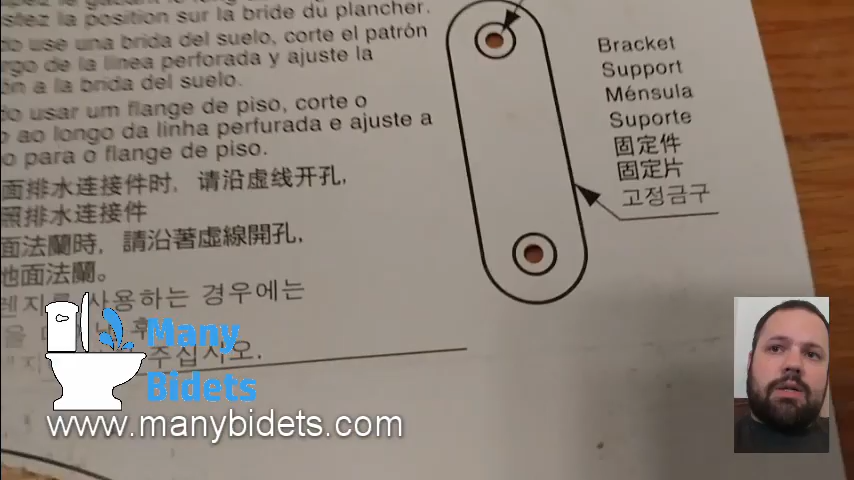 stez la position sur la bride du plancher.
use una brida del suelo, corte el patrón
de la línea perforada y ajuste la
a la brida del suelo.
usar um flange de piso, corte o
ao longo da linha perfurada e ajuste a
para o flange de piso.
面排水连接件时，请沿虚线开孔，
照排水连接件
面法蘭時，請沿著虛線開孔，
地面法蘭。
사용하는 경우에는
주십시오.
Bracket
Support
Ménsula
Suporte
固定件
固定片
고정금구
Many
Bidets
www.manybidets.com